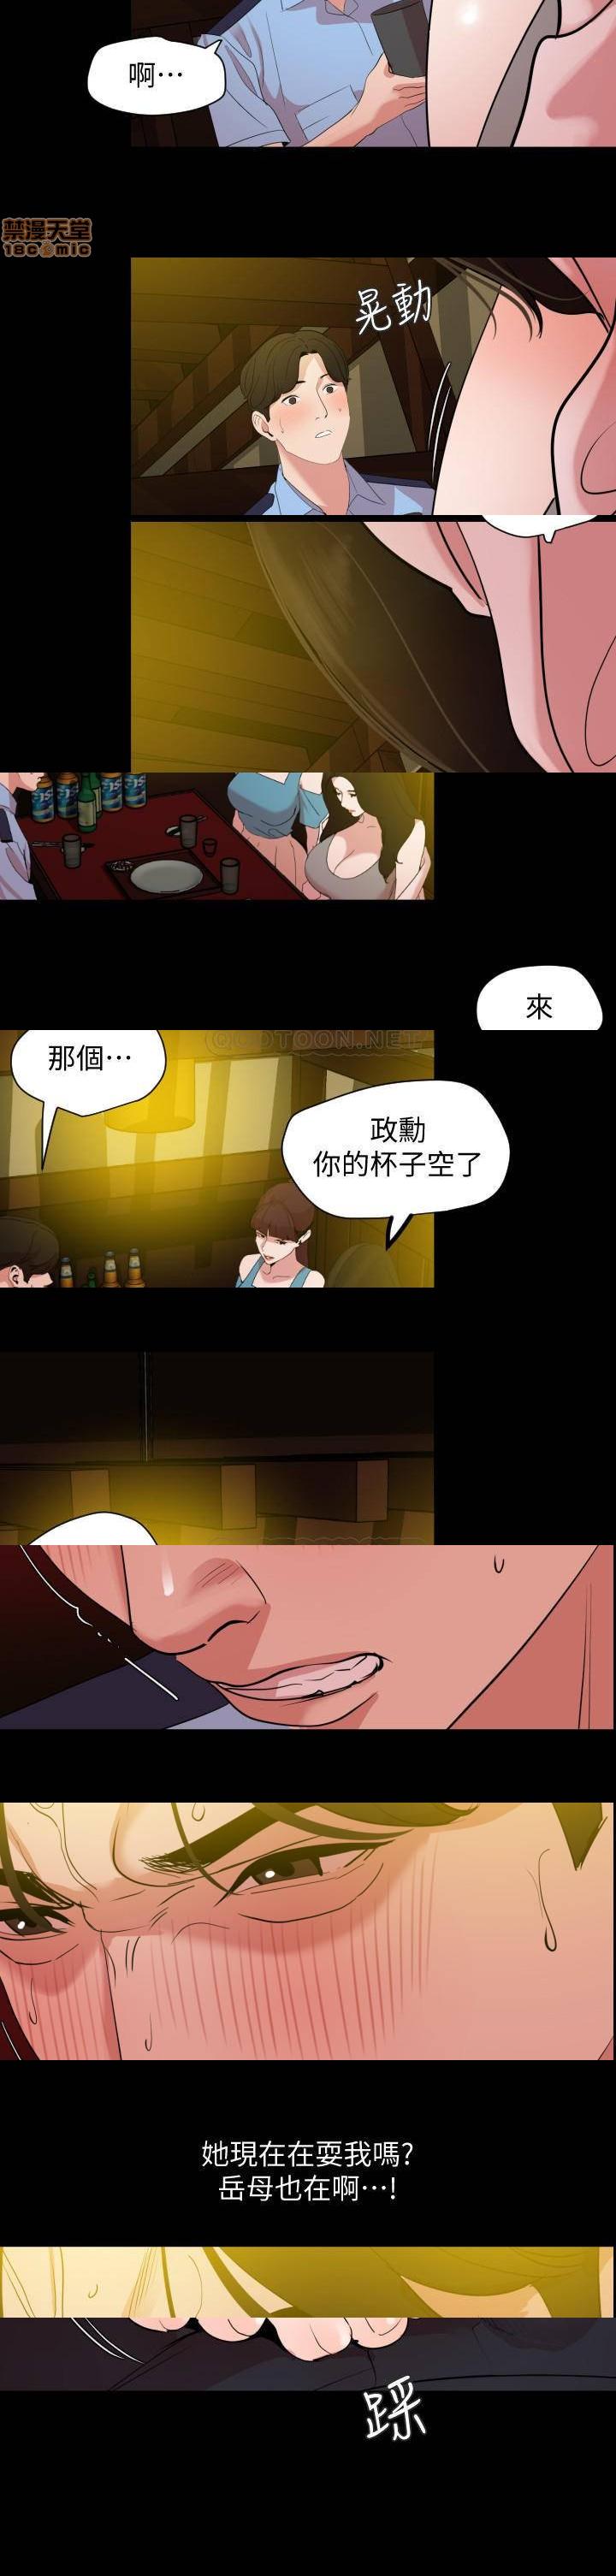 啊…
禁漫天堂
18comic
晃動
來
那個…
政勳
你的杯子空了
她現在在耍我嗎?
岳母也在啊…!
踩